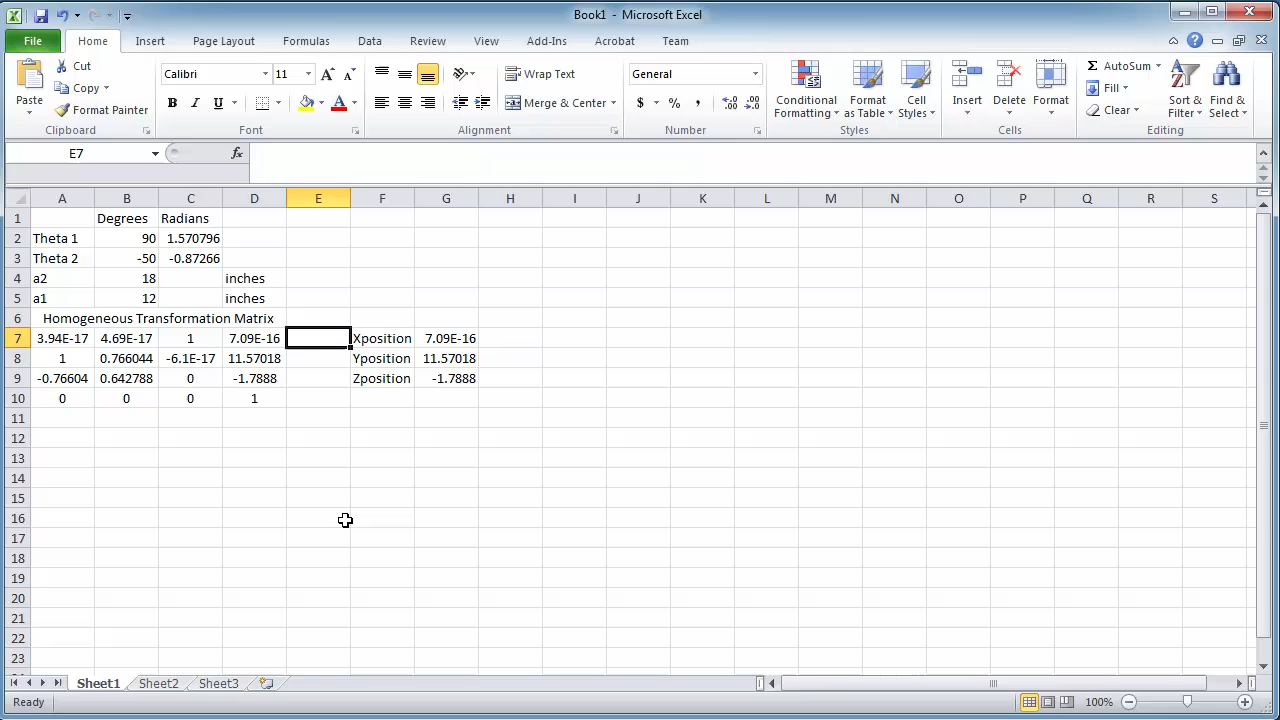 Book1 - Microsoft Excel
File Home Insert Page Layout Formulas Data Review View Add-Ins Acrobat Team
Paste
Cut
Copy
Format Painter
Clipboard
Calibri 11
B I U A
Font
Wrap Text
Merge & Center
Alignment
General
$ % ,
Number
Conditional Formatting
Format as Table
Cell Styles
Styles
Insert Delete Format
Cells
AutoSum
Fill
Clear
Sort & Filter
Find & Select
Editing
E7 fx
A B C D E F G H I J K L M N O P Q R S
1 Degrees Radians
2 Theta 1 90 1.570796
3 Theta 2 -50 -0.87266
4 a2 18 inches
5 a1 12 inches
6 Homogeneous Transformation Matrix
7 3.94E-17 4.69E-17 1 7.09E-16 Xposition 7.09E-16
8 1 0.766044 -6.1E-17 11.57018 Yposition 11.57018
9 -0.76604 0.642788 0 -1.7888 Zposition -1.7888
10 0 0 0 1
11
12
13
14
15
16
17
18
19
20
21
22
23
Sheet1 Sheet2 Sheet3
Ready 100%